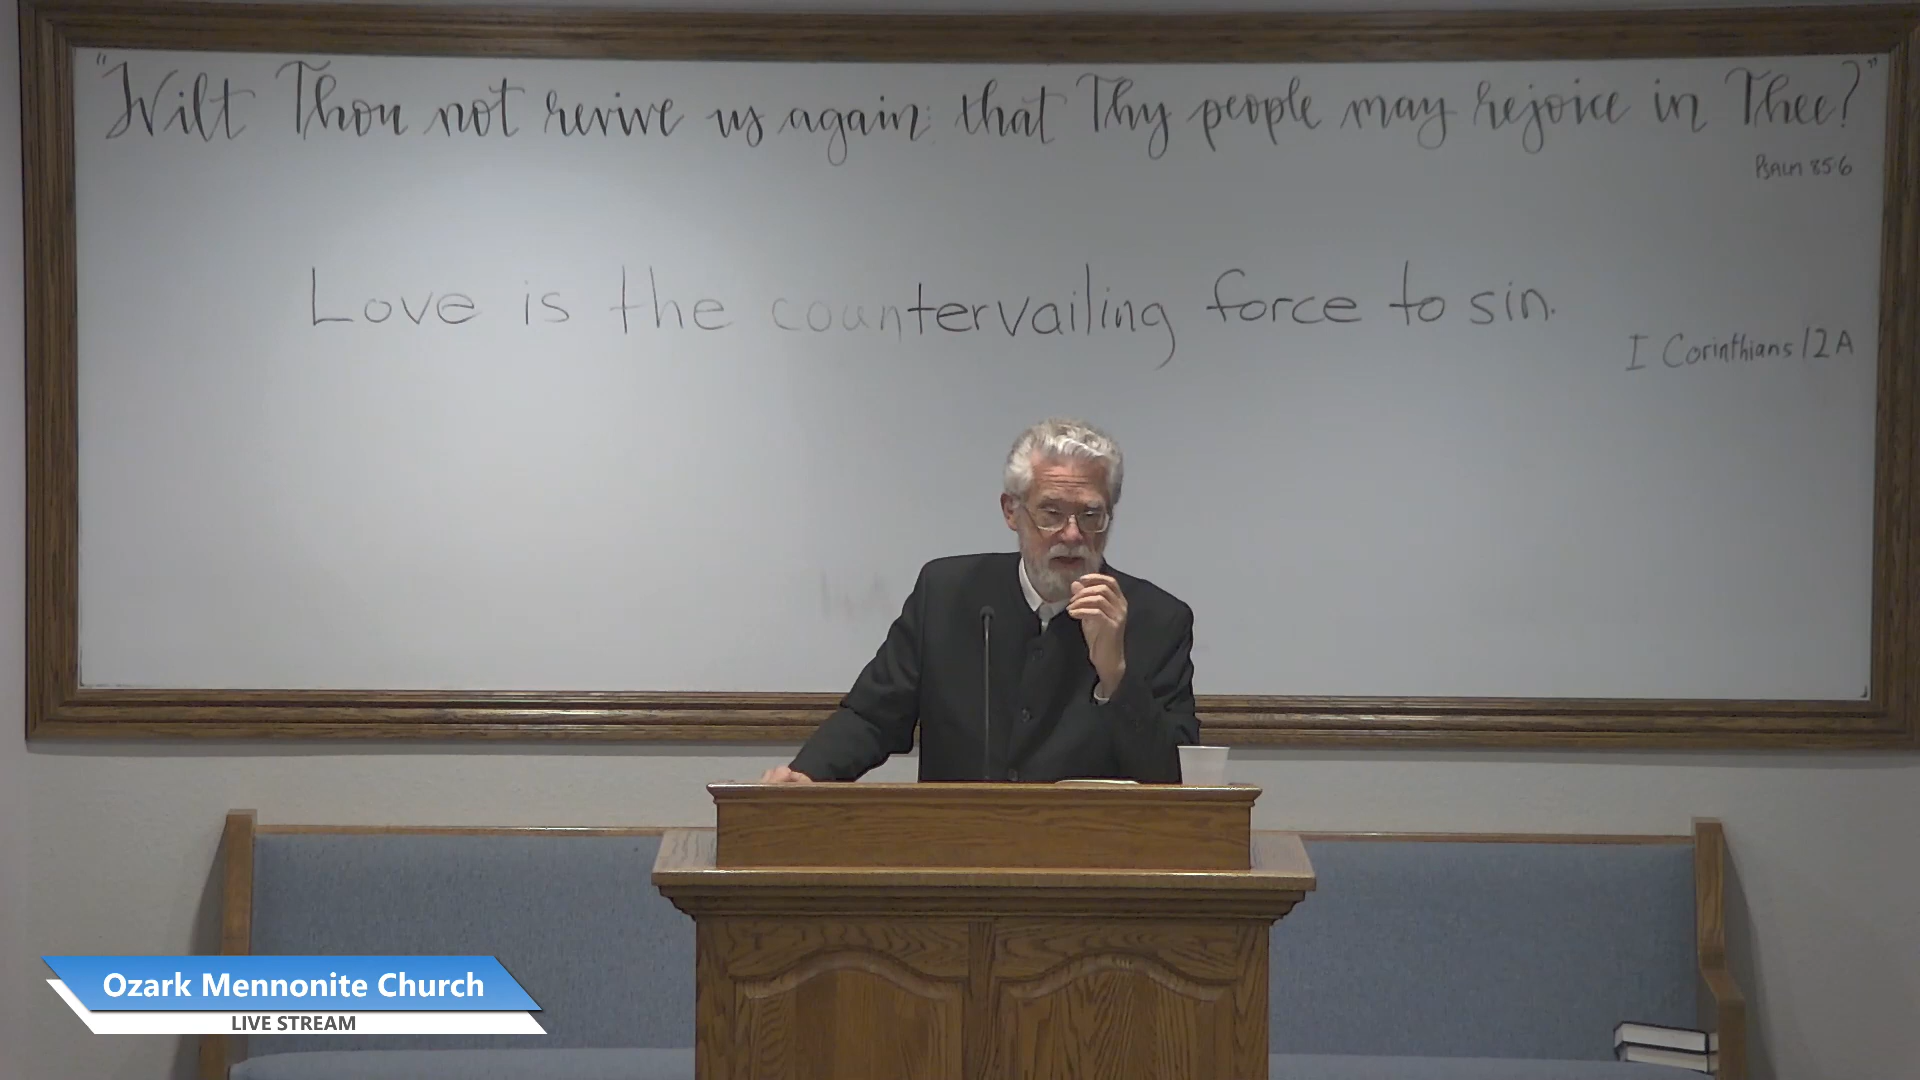 "Wilt Thou not revive us again: that Thy people may rejoice in Thee?"
Psalm 85:6
Love is the countervailing force to sin.
I Corinthians 12A
Ozark Mennonite Church
LIVE STREAM